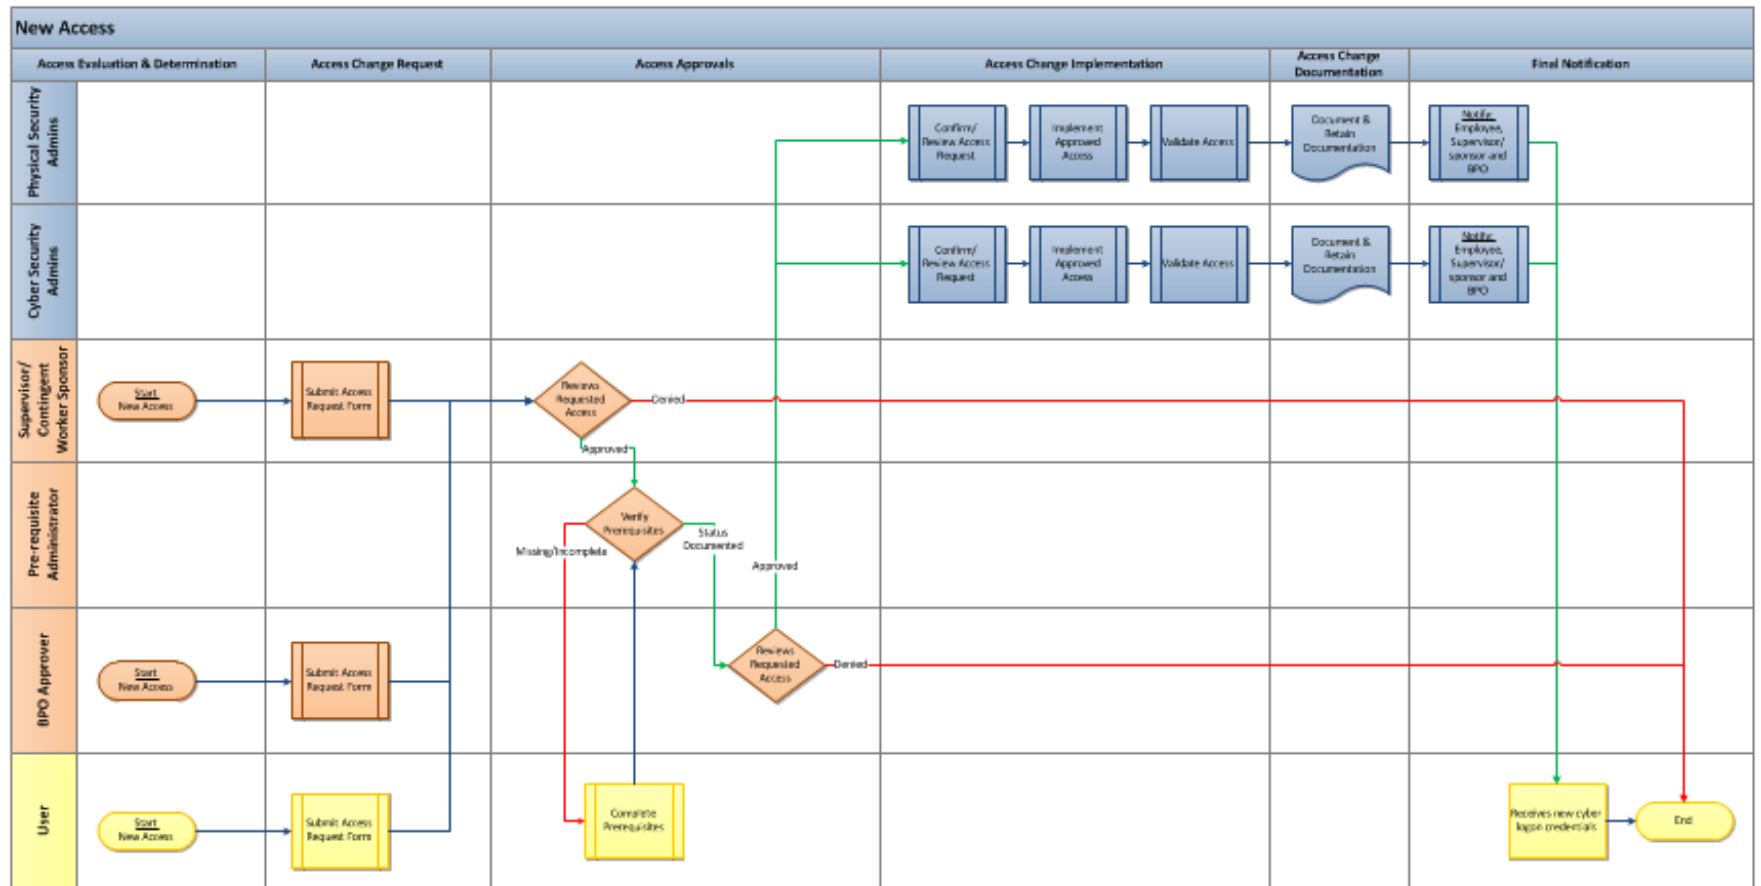 New Access
Access Evaluation & Determination
Access Change Request
Access Approvals
Access Change Implementation
Access Change
Documentation
Final Notification
Physical Security
Admins
Confirm/
Review Access
Request
Implement
Approved
Access
Validate Access
Document &
Retain
Documentation
Notify:
Employee,
Supervisor/
sponsor and
BPO
Cyber Security
Admins
Confirm/
Review Access
Request
Implement
Approved
Access
Validate Access
Document &
Retain
Documentation
Notify:
Employee,
Supervisor/
sponsor and
BPO
Supervisor/
Contingent
Worker Sponsor
Start
New Access
Submit Access
Request Form
Reviews
Requested
Access
Denied
Approved
Pre-requisite
Administrator
Verify
Prerequisites
Missing/Incomplete
Status
Documented
Approved
BPO Approver
Start
New Access
Submit Access
Request Form
Reviews
Requested
Access
Denied
User
Start
New Access
Submit Access
Request Form
Complete
Prerequisites
Receives new cyber
logon credentials
End